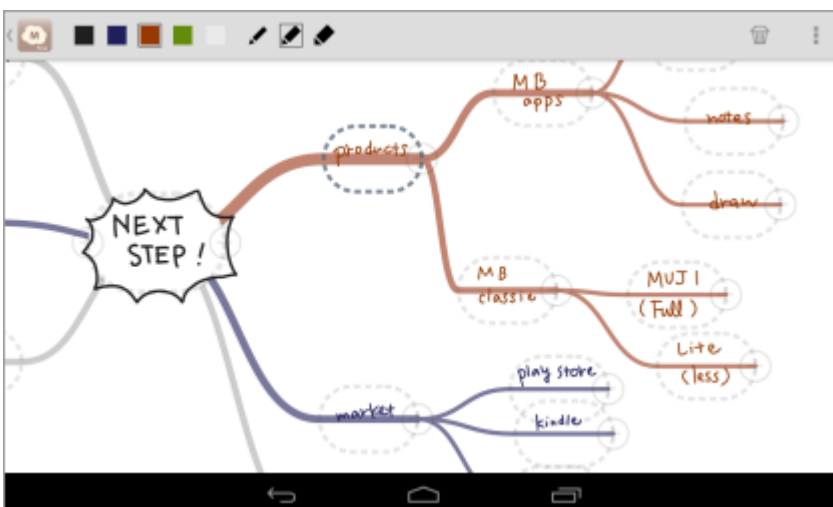 M
NEXT
STEP!
products
MB
apps
notes
draw
MB
classic
MUJI
(Full)
Lite
(less)
market
play store
kindle